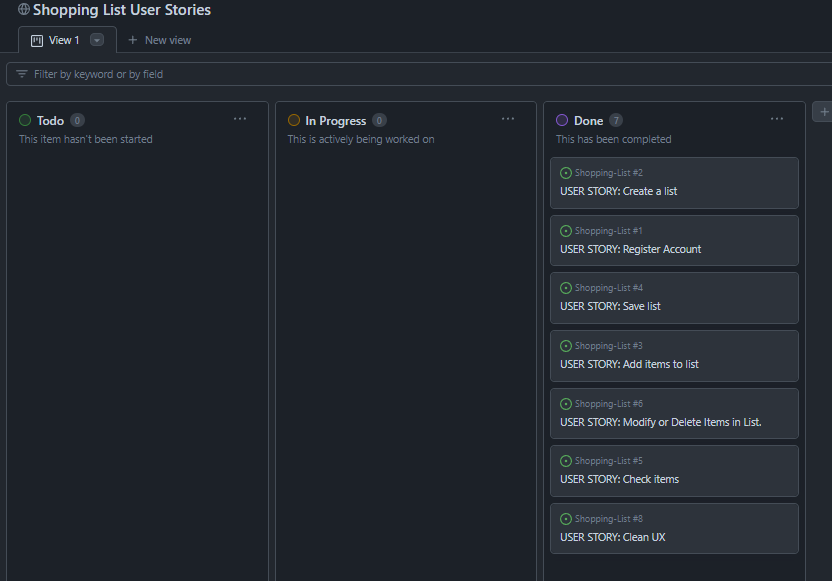 Shopping List User Stories
View 1
New view
Filter by keyword or by field
Todo 0
This item hasn't been started
In Progress 0
This is actively being worked on
Done 7
This has been completed
Shopping-List #2
USER STORY: Create a list
Shopping-List #1
USER STORY: Register Account
Shopping-List #4
USER STORY: Save list
Shopping-List #3
USER STORY: Add items to list
Shopping-List #6
USER STORY: Modify or Delete Items in List.
Shopping-List #5
USER STORY: Check items
Shopping-List #8
USER STORY: Clean UX